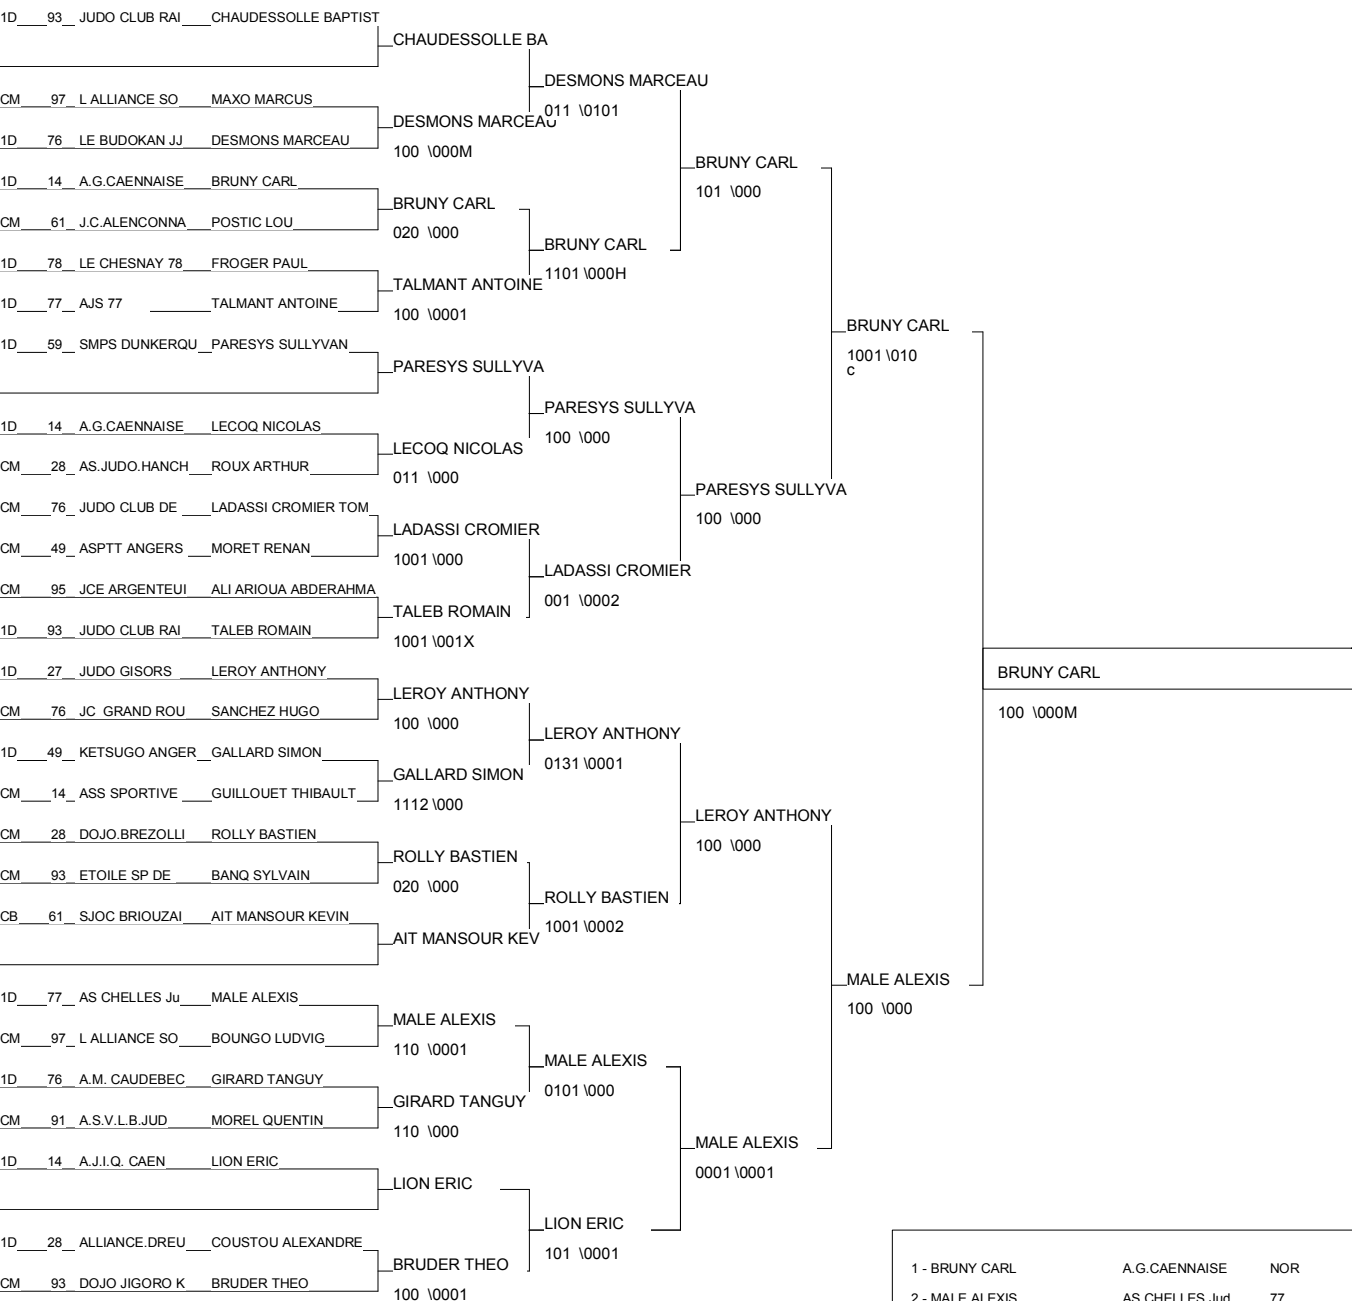 1D 93 JUDO CLUB RAI CHAUDESSOLLE BAPTIST
CHAUDESSOLLE BA
DESMONS MARCEAU
011 \0101
CM 97 L ALLIANCE SO MAXO MARCUS
DESMONS MARCEAU
100 \000M
1D 76 LE BUDOKAN JJ DESMONS MARCEAU
BRUNY CARL
101 \000
1D 14 A.G.CAENNAISE BRUNY CARL
BRUNY CARL
020 \000
CM 61 J.C.ALENCONNA POSTIC LOU
BRUNY CARL
1101 \000H
1D 78 LE CHESNAY 78 FROGER PAUL
TALMANT ANTOINE
100 \0001
1D 77 AJS 77 TALMANT ANTOINE
BRUNY CARL
1001 \010
c
1D 59 SMPS DUNKERQU PARESYS SULLYVAN
PARESYS SULLYVA
PARESYS SULLYVA
100 \000
1D 14 A.G.CAENNAISE LECOQ NICOLAS
LECOQ NICOLAS
011 \000
CM 28 AS.JUDO.HANCH ROUX ARTHUR
PARESYS SULLYVA
100 \000
CM 76 JUDO CLUB DE LADASSI CROMIER TOM
LADASSI CROMIER
1001 \000
CM 49 ASPTT ANGERS MORET RENAN
LADASSI CROMIER
001 \0002
CM 95 JCE ARGENTEUI ALI ARIOUA ABDERAHMA
TALEB ROMAIN
1001 \001X
1D 93 JUDO CLUB RAI TALEB ROMAIN
BRUNY CARL
100 \000M
1D 27 JUDO GISORS LEROY ANTHONY
LEROY ANTHONY
100 \000
CM 76 JC GRAND ROU SANCHEZ HUGO
LEROY ANTHONY
0131 \0001
1D 49 KETSUGO ANGER GALLARD SIMON
GALLARD SIMON
1112 \000
CM 14 ASS SPORTIVE GUILLOUET THIBAULT
LEROY ANTHONY
100 \000
CM 28 DOJO.BREZOLLI ROLLY BASTIEN
ROLLY BASTIEN
020 \000
CM 93 ETOILE SP DE BANQ SYLVAIN
ROLLY BASTIEN
1001 \0002
CB 61 SJOC BRIOUZAI AIT MANSOUR KEVIN
AIT MANSOUR KEV
MALE ALEXIS
100 \000
1D 77 AS CHELLES Ju MALE ALEXIS
MALE ALEXIS
110 \0001
CM 97 L ALLIANCE SO BOUNGO LUDVIG
MALE ALEXIS
0101 \000
1D 76 A.M. CAUDEBEC GIRARD TANGUY
GIRARD TANGUY
110 \000
CM 91 A.S.V.L.B.JUD MOREL QUENTIN
MALE ALEXIS
0001 \0001
1D 14 A.J.I.Q. CAEN LION ERIC
LION ERIC
LION ERIC
101 \0001
1D 28 ALLIANCE.DREU COUSTOU ALEXANDRE
BRUDER THEO
100 \0001
CM 93 DOJO JIGORO K BRUDER THEO
1 - BRUNY CARL A.G.CAENNAISE NOR
2 - MALE ALEXIS AS CHELLES Jud 77